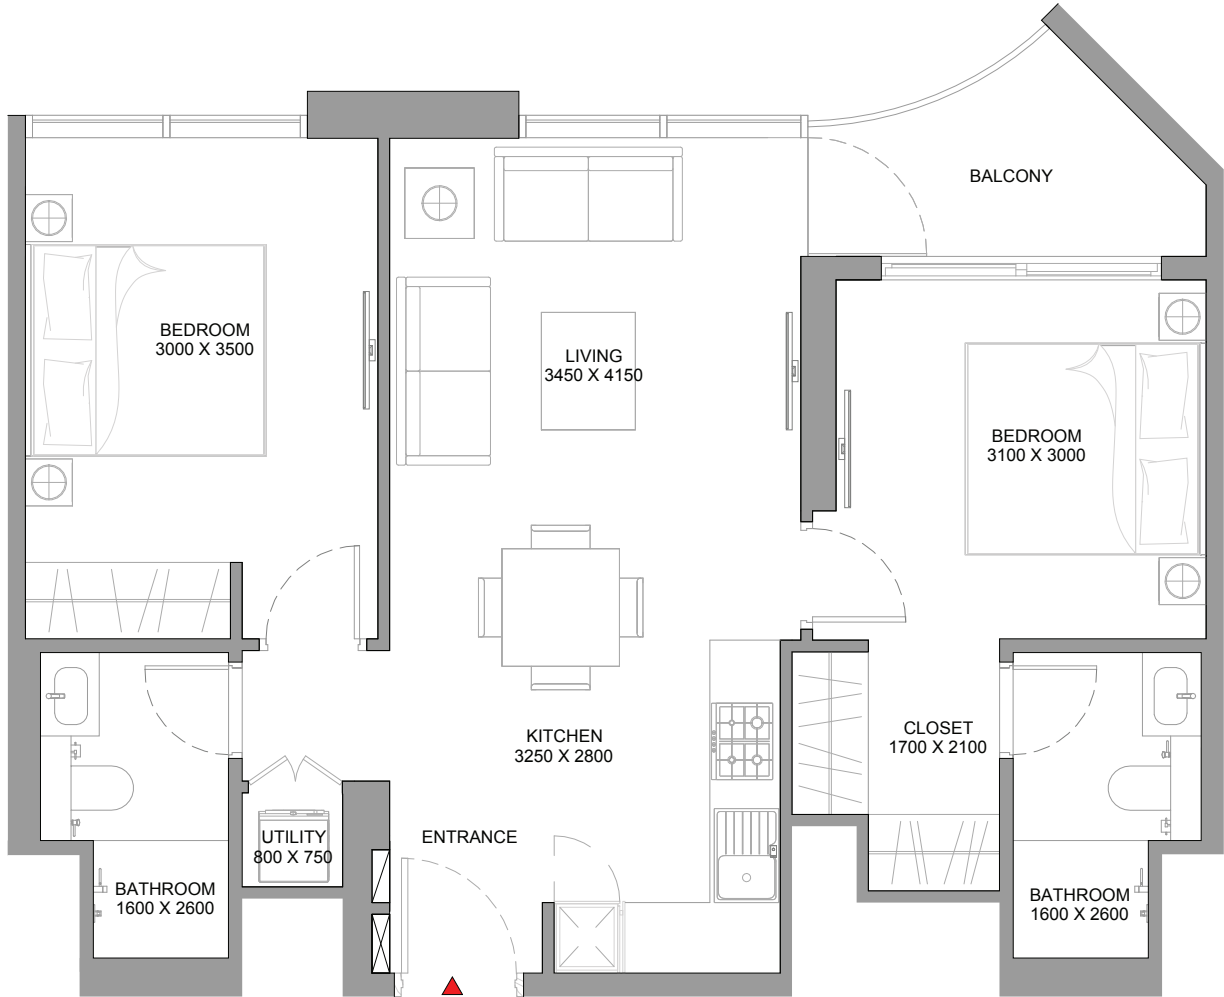 BALCONY
BEDROOM
3000 X 3500
LIVING
3450 X 4150
BEDROOM
3100 X 3000
KITCHEN
3250 X 2800
CLOSET
1700 X 2100
ENTRANCE
UTILITY
800 X 750
BATHROOM
1600 X 2600
BATHROOM
1600 X 2600